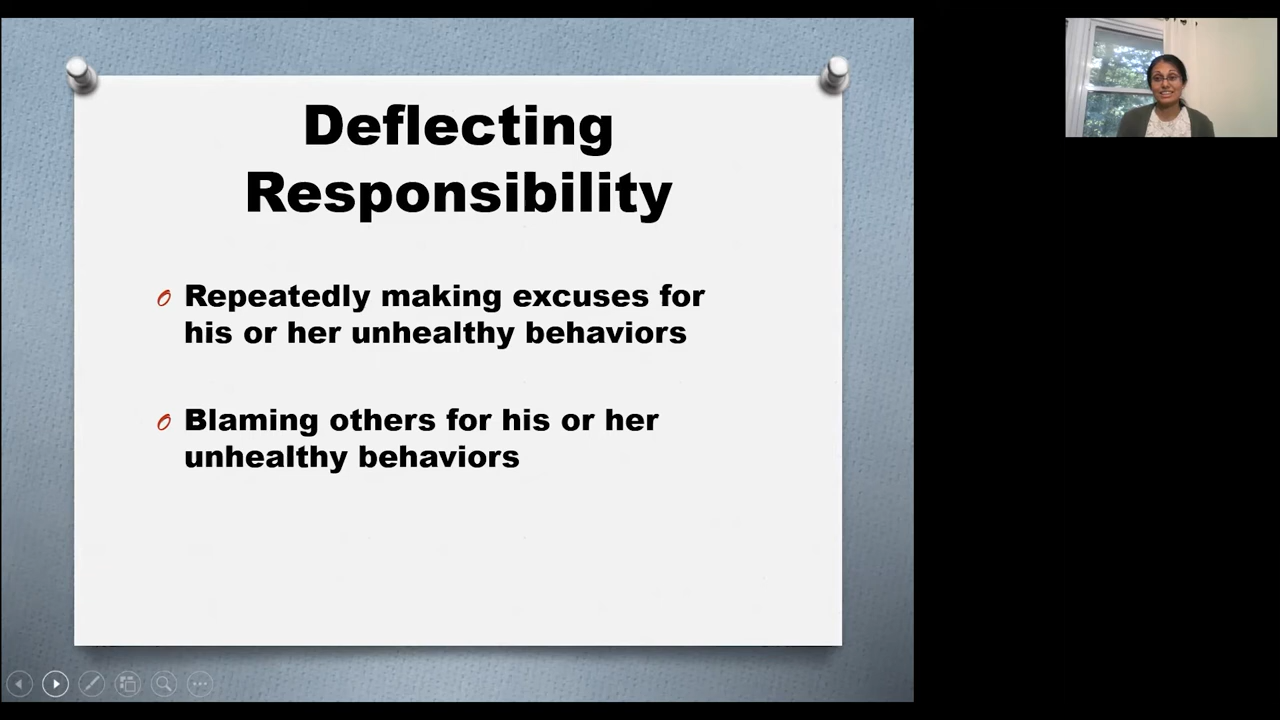 Deflecting
Responsibility
Repeatedly making excuses for
his or her unhealthy behaviors
Blaming others for his or her
unhealthy behaviors